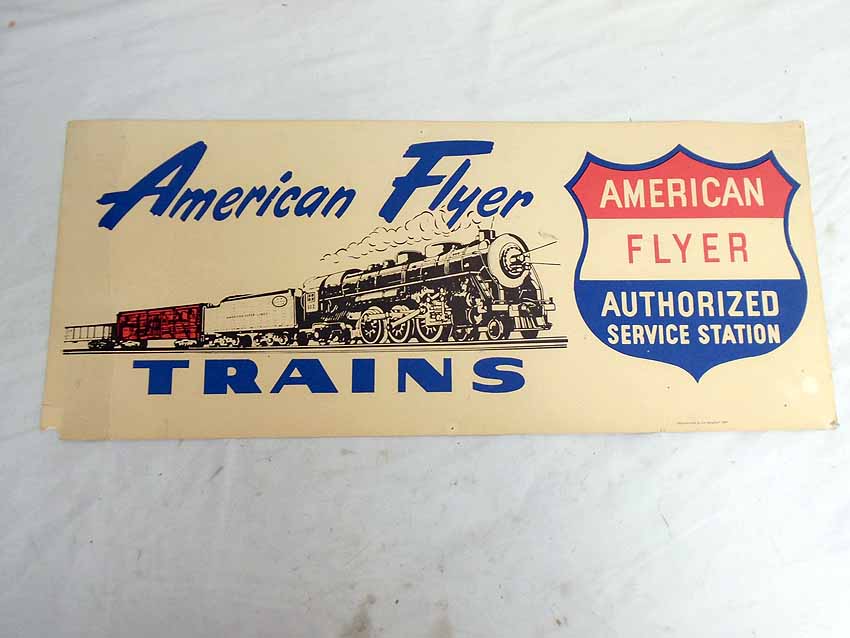 American Flyer
TRAINS
AMERICAN
FLYER
AUTHORIZED
SERVICE STATION